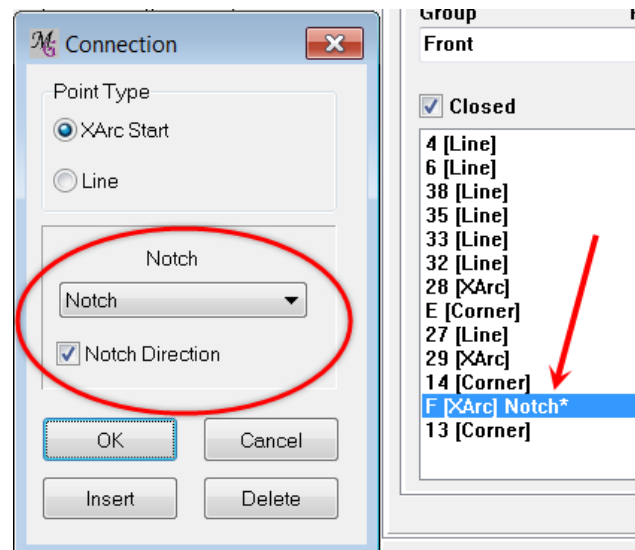 Connection
Point Type
XArc Start
Line
Notch
Notch
Notch Direction
OK
Cancel
Insert
Delete
Group
Front
Closed
4 [Line]
6 [Line]
38 [Line]
35 [Line]
33 [Line]
32 [Line]
28 [XArc]
E [Corner]
27 [Line]
29 [XArc]
14 [Corner]
F [XArc] Notch*
13 [Corner]